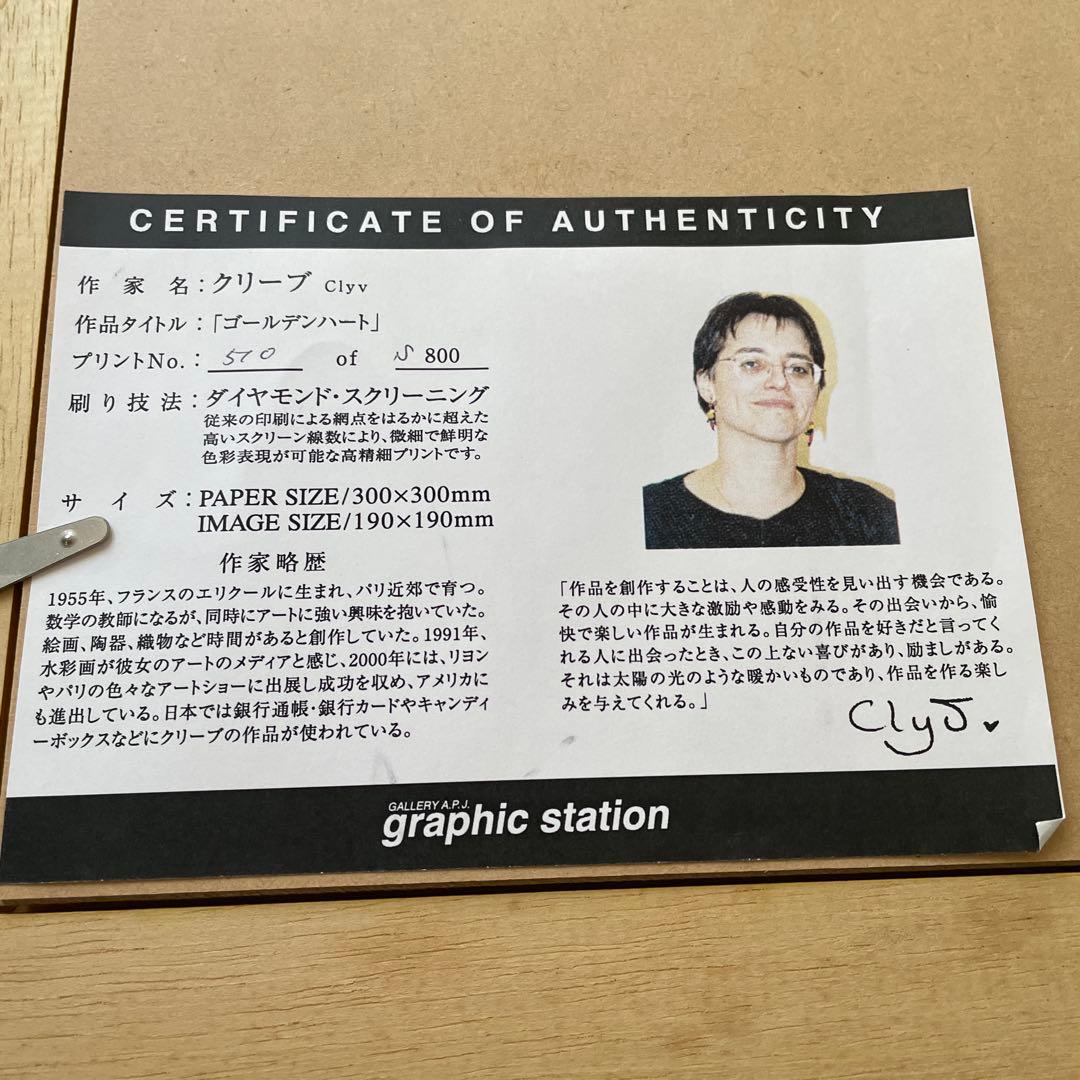 CERTIFICATE OF AUTHENTICITY
作家名：クリーブ Clyv
作品タイトル：「ゴールデンハート」
プリントNo.： 570 of N 800
刷り技法：ダイヤモンド・スクリーニング
従来の印刷による網点をはるかに超えた
高いスクリーン線数により、微細で鮮明な
色彩表現が可能な高精細プリントです。
サイズ：PAPER SIZE/300×300mm
IMAGE SIZE/190×190mm
作家略歴
1955年、フランスのエリクールに生まれ、パリ近郊で育つ。
数学の教師になるが、同時にアートに強い興味を抱いていた。
絵画、陶器、織物など時間があると創作していた。1991年、
水彩画が彼女のアートのメディアと感じ、2000年には、リヨン
やパリの色々なアートショーに出展し成功を収め、アメリカに
も進出している。日本では銀行通帳・銀行カードやキャンディ
ーボックスなどにクリーブの作品が使われている。
「作品を創作することは、人の感受性を見い出す機会である。
その人の中に大きな激励や感動をみる。その出会いから、愉
快で楽しい作品が生まれる。自分の作品を好きだと言ってく
れる人に出会ったとき、この上ない喜びがあり、励ましがある。
それは太陽の光のような暖かいものであり、作品を作る楽し
みを与えてくれる。」
Clyv
GALLERY A.P.J.
graphic station